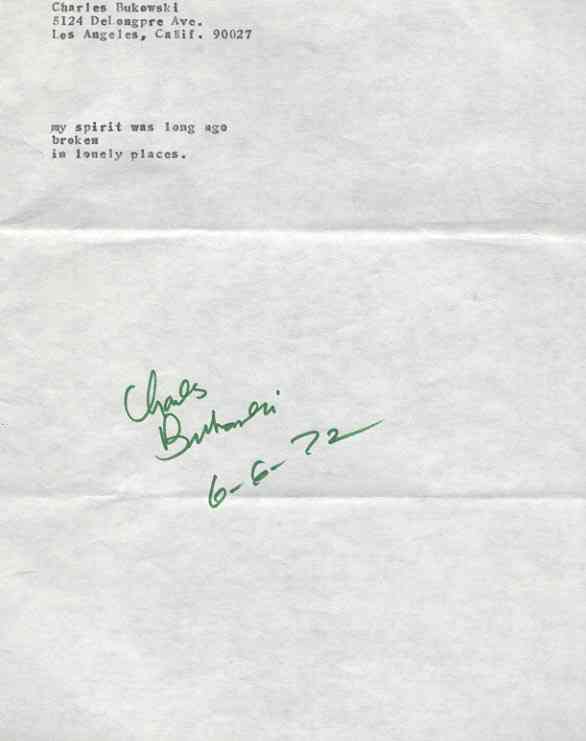 Charles Bukowski
5124 DeLongpre Ave.
Los Angeles, Calif. 90027
my spirit was long ago
broken
in lonely places.
Charles
Bukowski
6-6-72